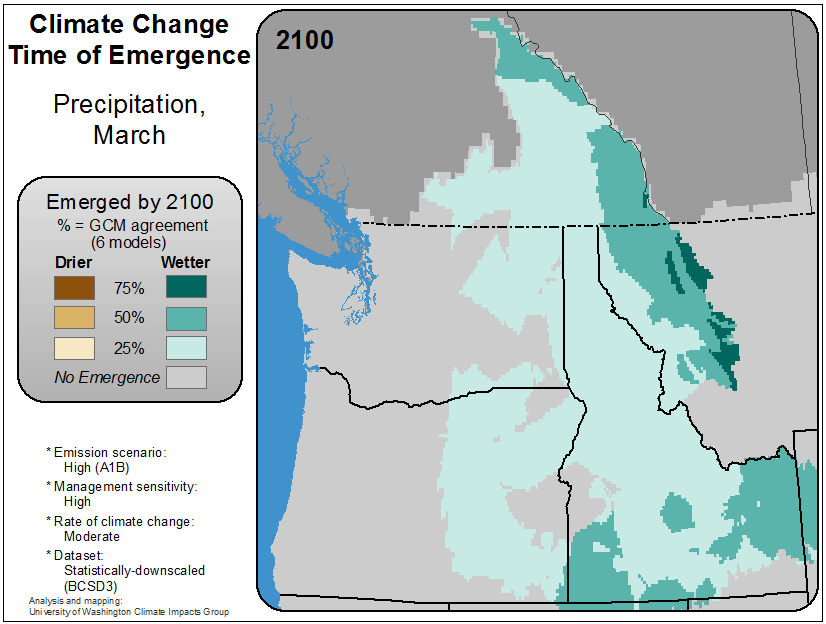 Climate Change
Time of Emergence
Precipitation,
March
2100
Emerged by 2100
% = GCM agreement
(6 models)
Drier Wetter
75%
50%
25%
No Emergence
* Emission scenario:
High (A1B)
* Management sensitivity:
High
* Rate of climate change:
Moderate
* Dataset:
Statistically-downscaled
(BCSD3)
Analysis and mapping:
University of Washington Climate Impacts Group